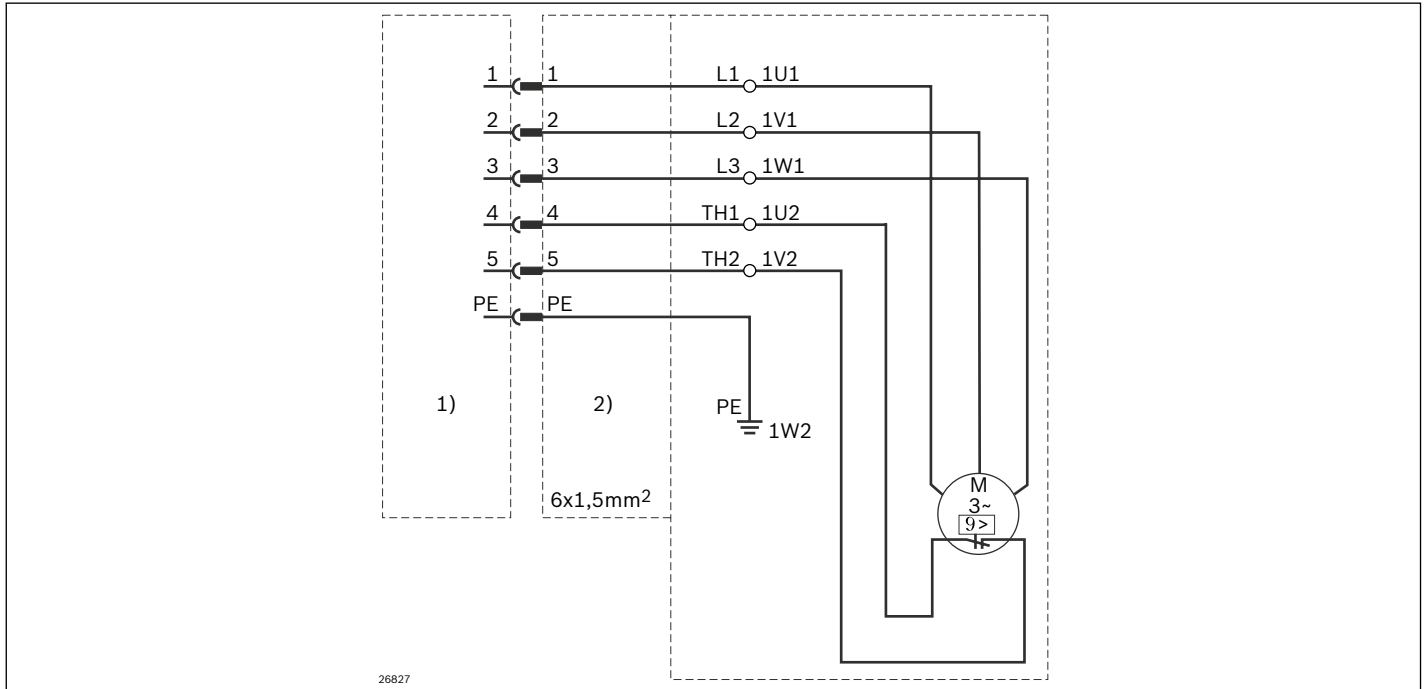 1 1 L1 1U1
2 2 L2 1V1
3 3 L3 1W1
4 4 TH1 1U2
5 5 TH2 1V2
PE PE
1) 2) PE
1W2
6x1,5mm²
M
3~
9>
26827